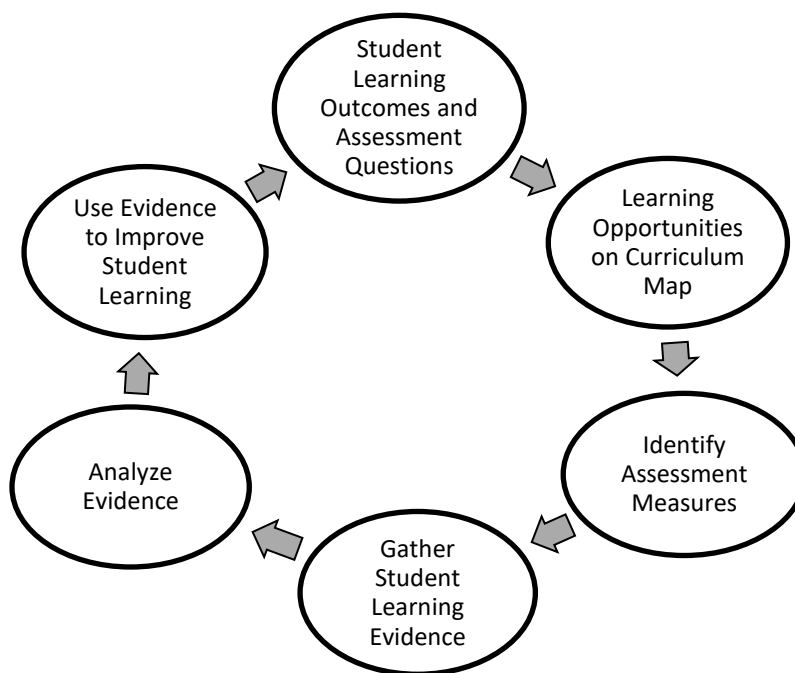 Student
Learning
Outcomes and
Assessment
Questions
Learning
Opportunities
on Curriculum
Map
Identify
Assessment
Measures
Gather
Student
Learning
Evidence
Analyze
Evidence
Use Evidence
to Improve
Student
Learning